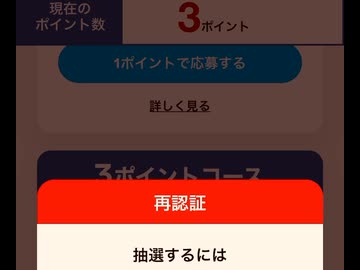 現在の
ポイント数
3ポイント
1ポイントで応募する
詳しく見る
3ポイントコース
再認証
抽選するには